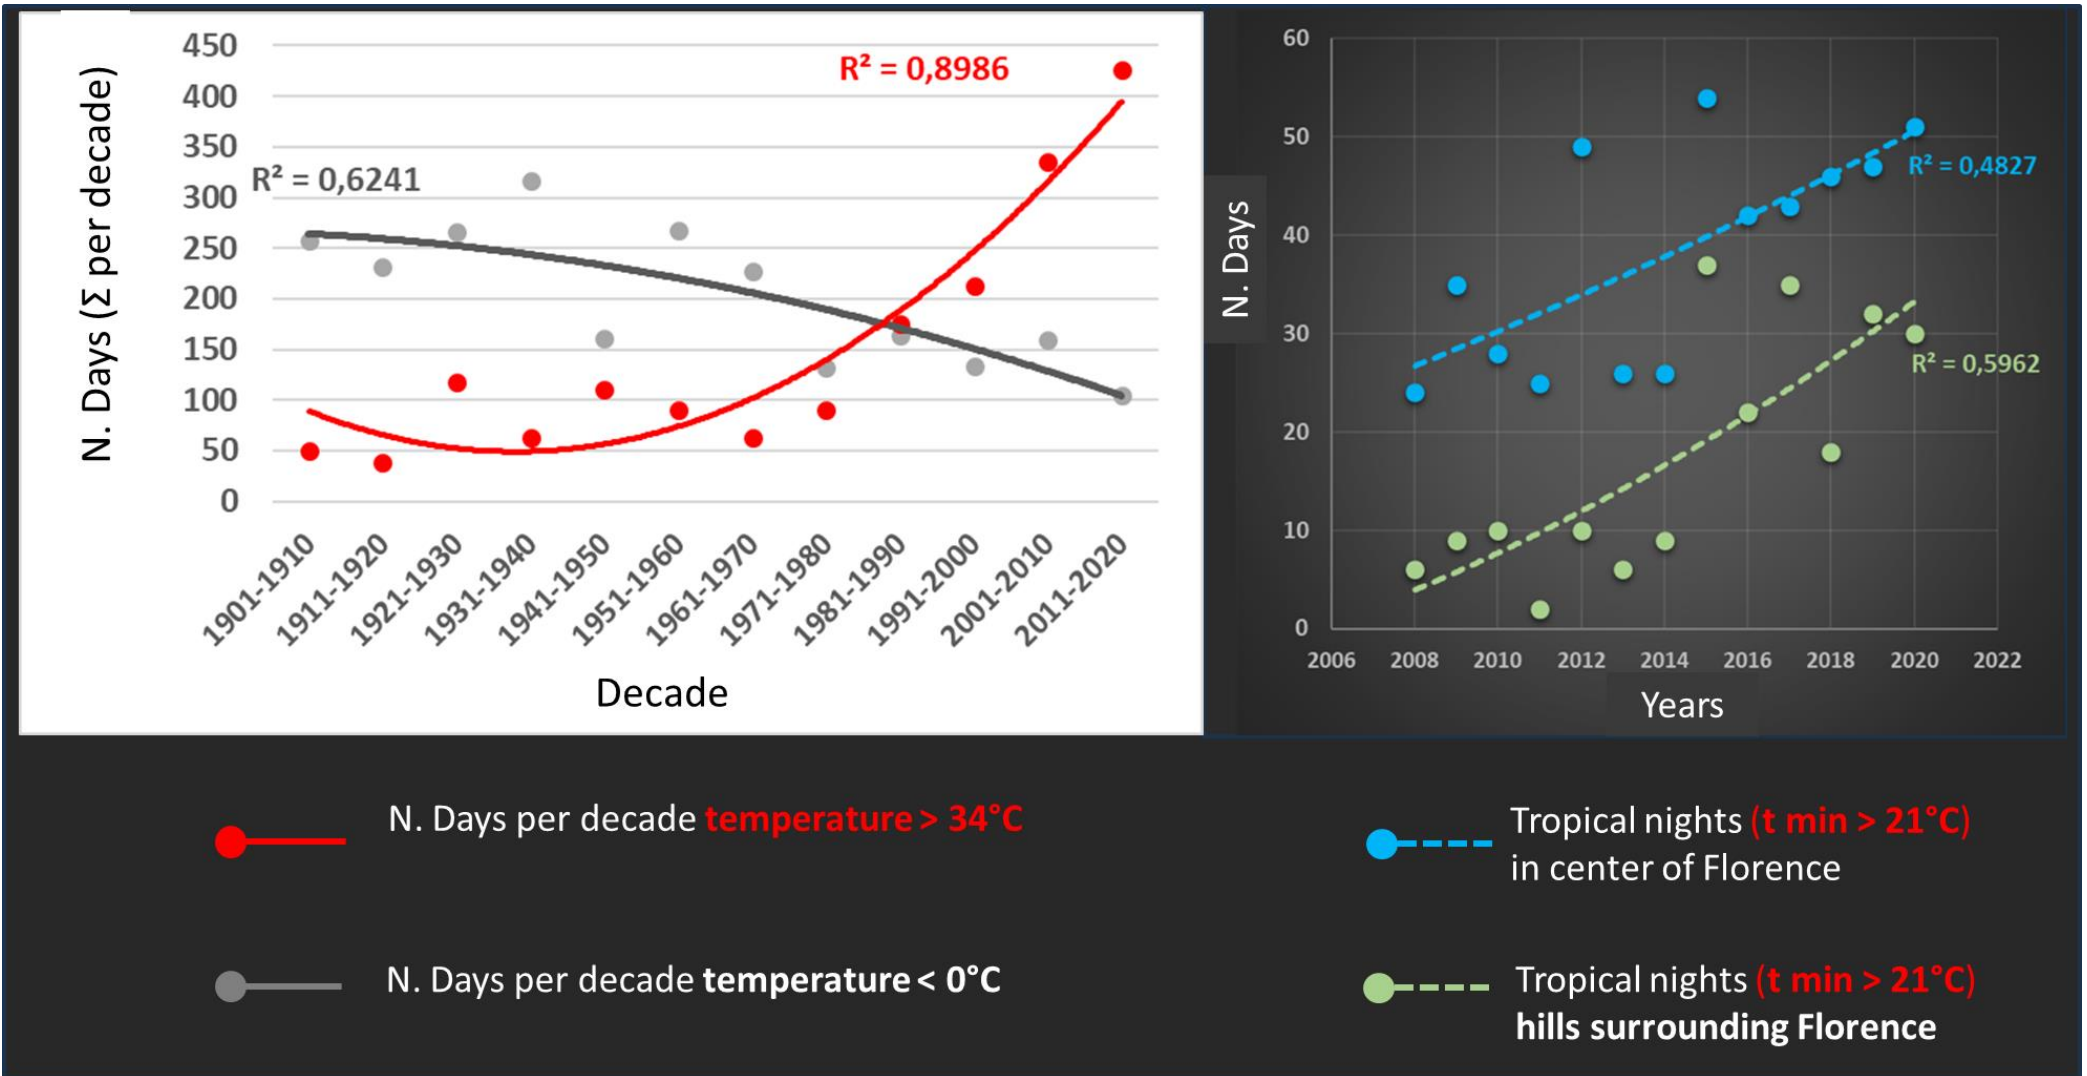 N. Days (Σ per decade)
450
400
350
300
250
200
150
100
50
0
R² = 0,8986
R² = 0,6241
1901-1910
1911-1920
1921-1930
1931-1940
1941-1950
1951-1960
1961-1970
1971-1980
1981-1990
1991-2000
2001-2010
2011-2020
Decade
N. Days
60
50
40
30
20
10
0
R² = 0,4827
R² = 0,5962
2006 2008 2010 2012 2014 2016 2018 2020 2022
Years
N. Days per decade temperature > 34°C
N. Days per decade temperature < 0°C
Tropical nights (t min > 21°C)
in center of Florence
Tropical nights (t min > 21°C)
hills surrounding Florence